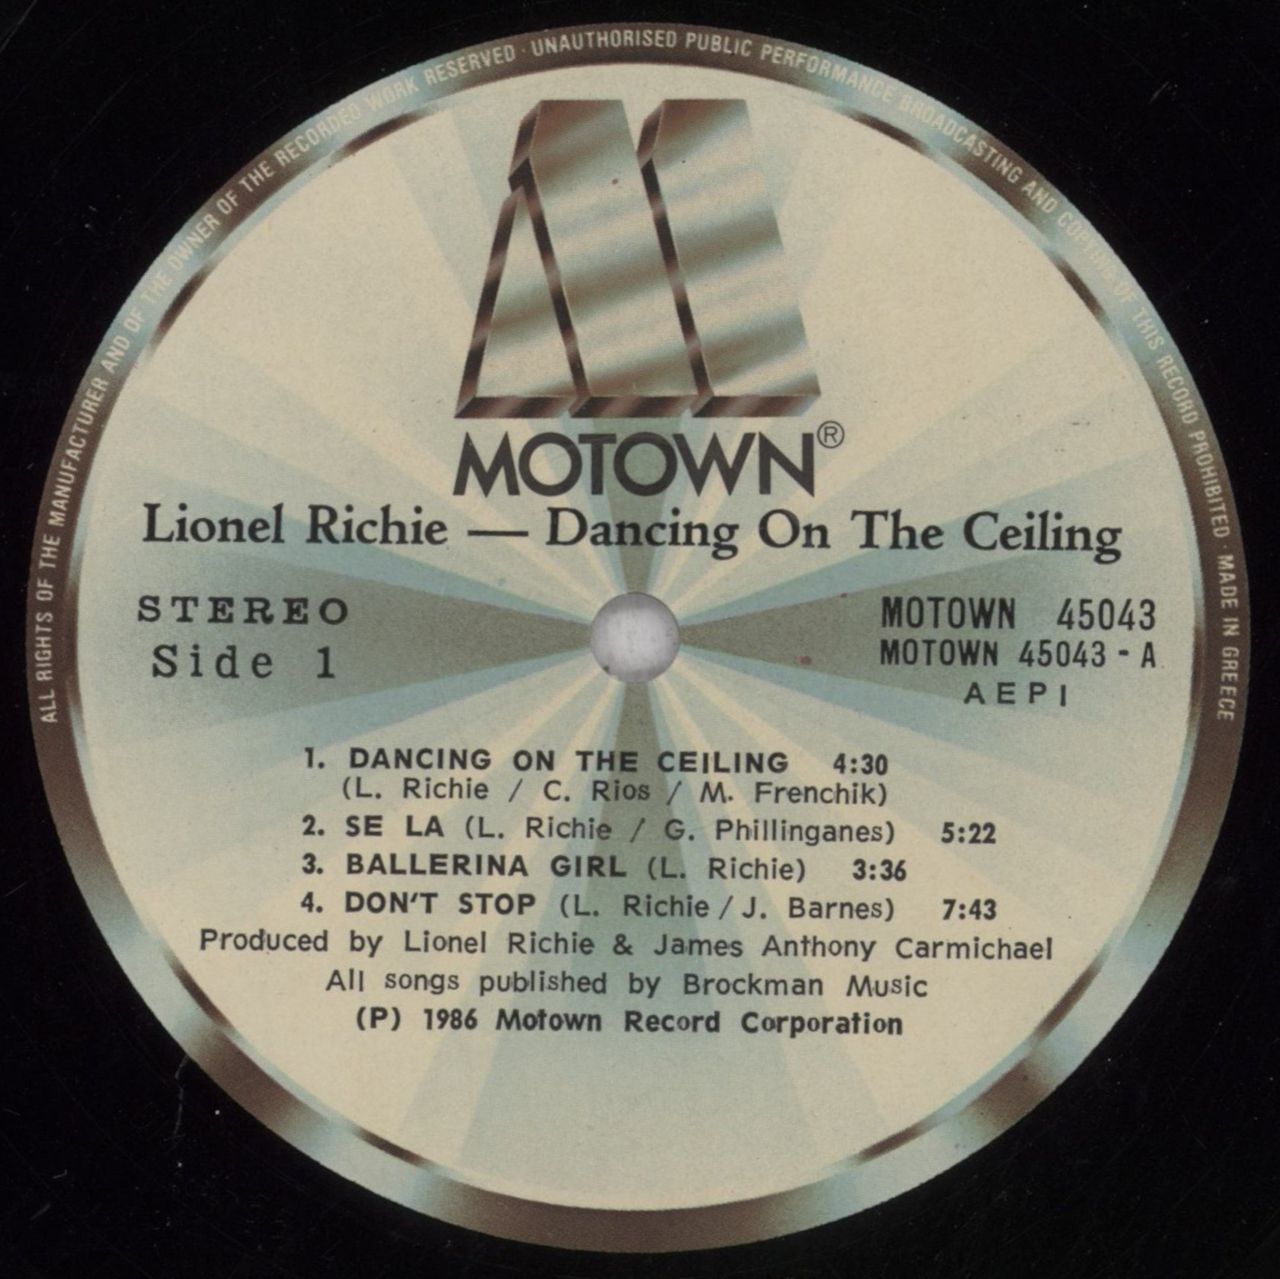 ALL RIGHTS OF THE MANUFACTURER AND OF THE OWNER OF THE RECORDED WORK RESERVED · UNAUTHORISED PUBLIC PERFORMANCE BROADCASTING AND COPYING OF THIS RECORD PROHIBITED · MADE IN GREECE
MOTOWN®
Lionel Richie — Dancing On The Ceiling
STEREO
Side 1
MOTOWN 45043
MOTOWN 45043 - A
AEPI
1. DANCING ON THE CEILING 4:30
(L. Richie / C. Rios / M. Frenchik)
2. SE LA (L. Richie / G. Phillinganes) 5:22
3. BALLERINA GIRL (L. Richie) 3:36
4. DON'T STOP (L. Richie / J. Barnes) 7:43
Produced by Lionel Richie & James Anthony Carmichael
All songs published by Brockman Music
(P) 1986 Motown Record Corporation